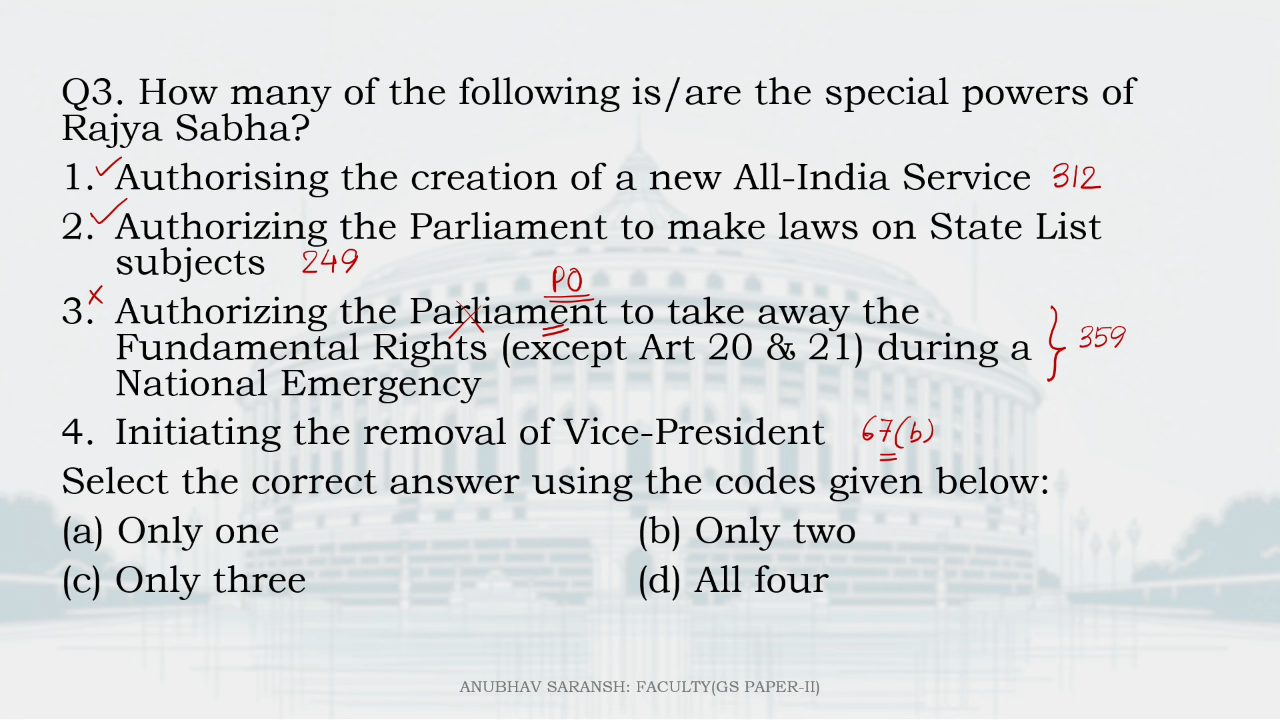 Q3. How many of the following is/are the special powers of
Rajya Sabha?
1. Authorising the creation of a new All-India Service 312
2. Authorizing the Parliament to make laws on State List
subjects 249
PO
3. Authorizing the Parliament to take away the
Fundamental Rights (except Art 20 & 21) during a 359
National Emergency
4. Initiating the removal of Vice-President 67(b)
Select the correct answer using the codes given below:
(a) Only one (b) Only two
(c) Only three (d) All four
ANUBHAV SARANSH: FACULTY(GS PAPER-II)